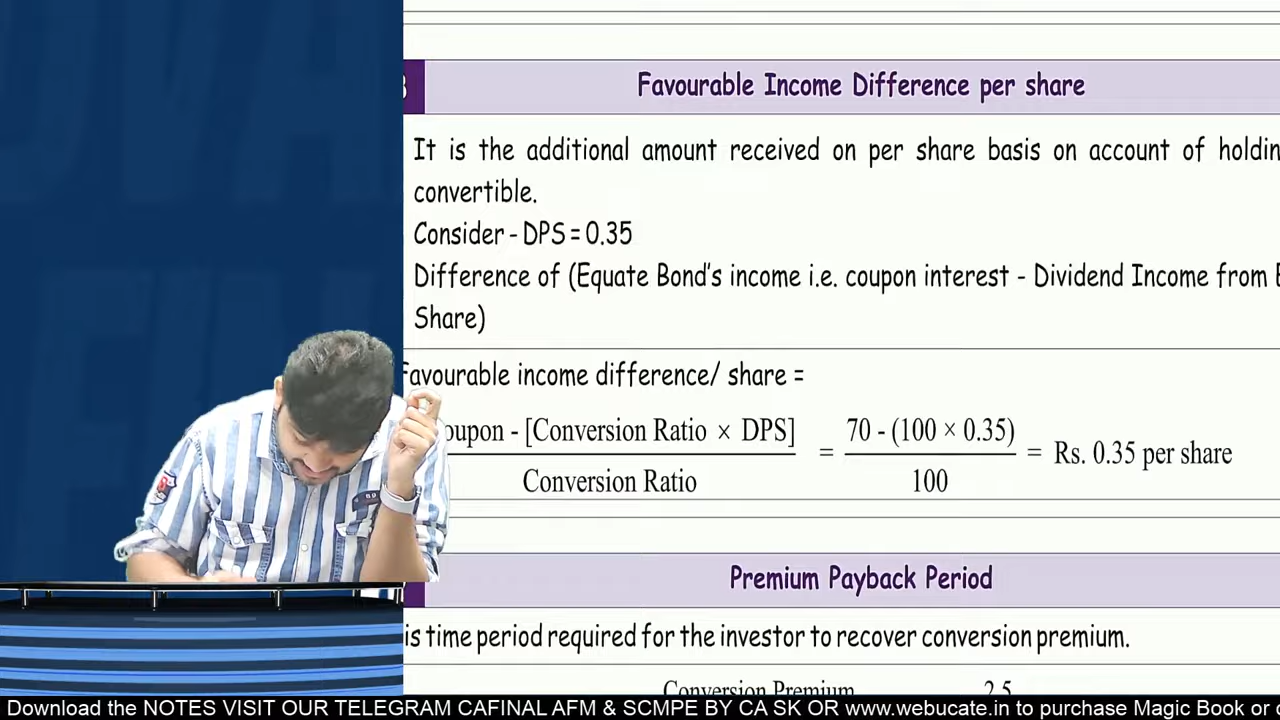 Favourable Income Difference per share
It is the additional amount received on per share basis on account of
convertible.
Consider - DPS = 0.35
Difference of (Equate Bond's income i.e. coupon interest - Dividend Income from
Share)
Favourable income difference/ share =
- [Conversion Ratio × DPS]
Conversion Ratio
= 70 - (100 × 0.35)
100
= Rs. 0.35 per share
Premium Payback Period
is time period required for the investor to recover conversion premium.
Conversion Premium 2.5
Download the NOTES VISIT OUR TELEGRAM CAFINAL AFM & SCMPE BY CA SK OR www.webucate.in to purchase Magic Book or